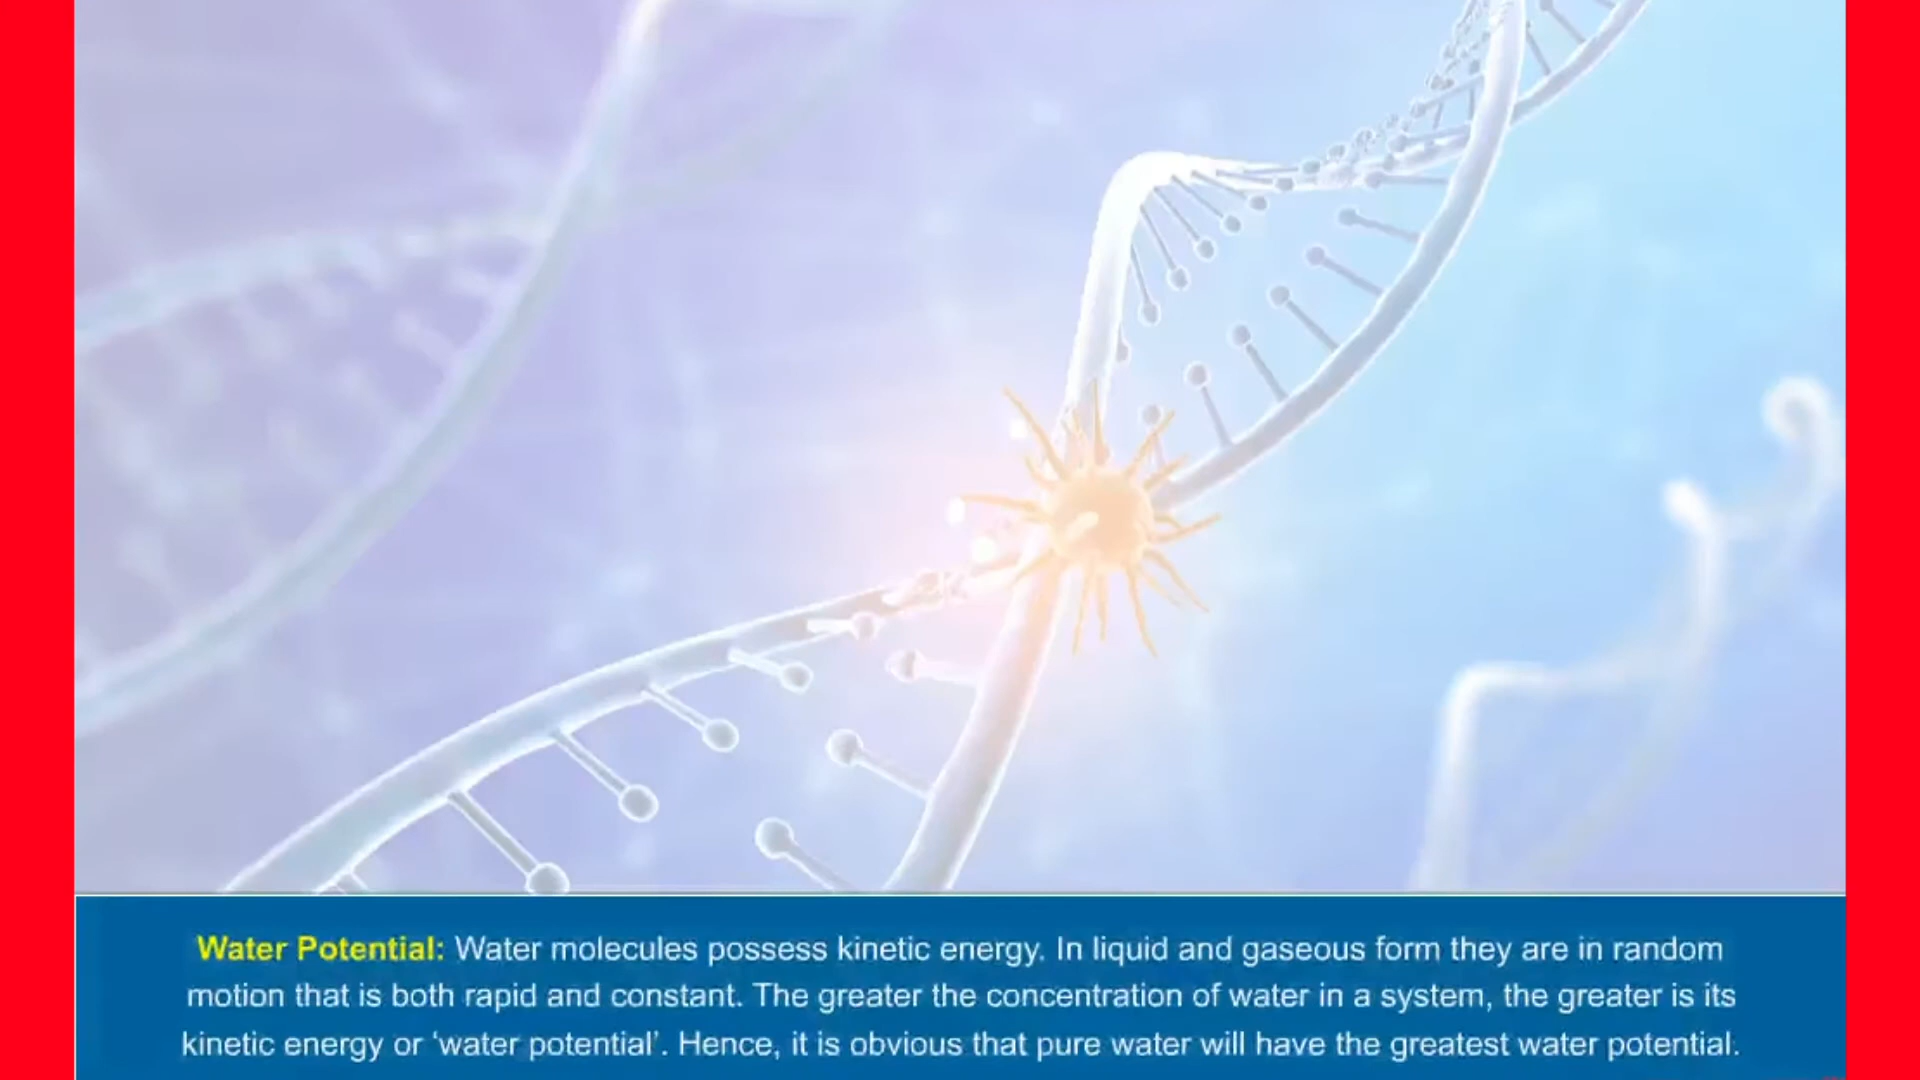 Water Potential: Water molecules possess kinetic energy. In liquid and gaseous form they are in random
motion that is both rapid and constant. The greater the concentration of water in a system, the greater is its
kinetic energy or ‘water potential’. Hence, it is obvious that pure water will have the greatest water potential.